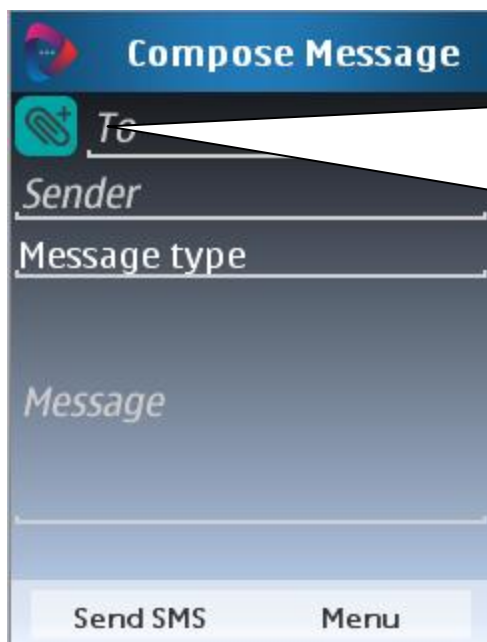 Compose Message
To
Sender
Message type
Message
Send SMS Menu